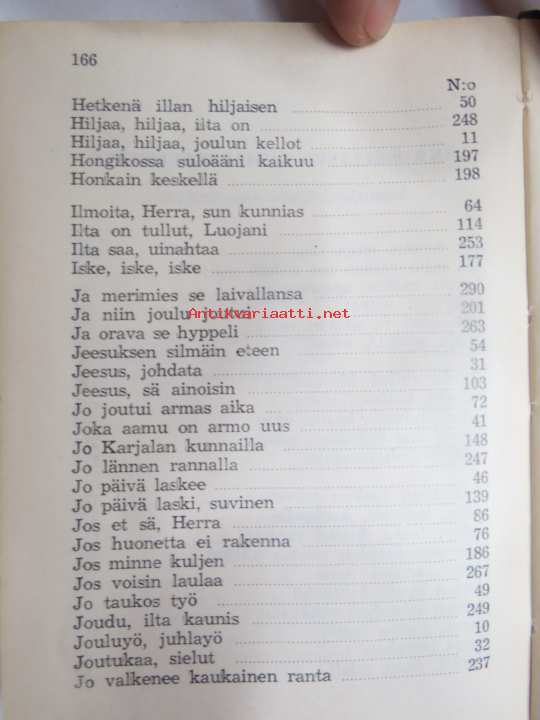 166
N:o
Hetkenä illan hiljaisen 50
Hiljaa, hiljaa, ilta on 248
Hiljaa, hiljaa, joulun kellot 11
Hongikossa suloääni kaikuu 197
Honkain keskellä 198
Ilmoita, Herra, sun kunnias 64
Ilta on tullut, Luojani 114
Ilta saa, uinahtaa 253
Iske, iske, iske 177
Ja merimies se laivallansa 290
Ja niin joulu joutui 201
Antikvariaatti.net
Ja orava se hyppeli 263
Jeesuksen silmäin eteen 54
Jeesus, johdata 31
Jeesus, sä ainoisin 103
Jo joutui armas aika 72
Joka aamu on armo uus 41
Jo Karjalan kunnailla 148
Jo lännen rannalla 247
Jo päivä laskee 46
Jo päivä laski, suvinen 139
Jos et sä, Herra 86
Jos huonetta ei rakenna 76
Jos minne kuljen 186
Jos voisin laulaa 267
Jo taukos työ 49
Joudu, ilta kaunis 249
Jouluyö, juhlayö 10
Joutukaa, sielut 32
Jo valkenee kaukainen ranta 237